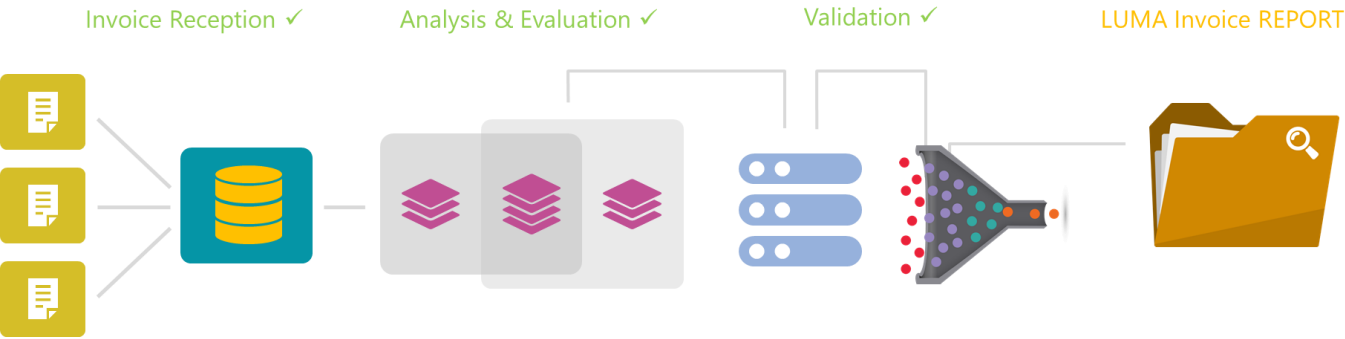 Invoice Reception ✓
Analysis & Evaluation ✓
Validation ✓
LUMA Invoice REPORT